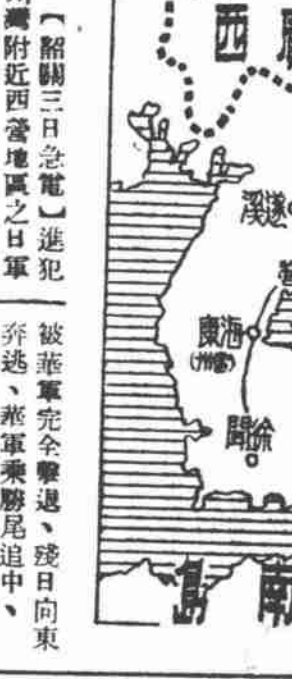 【韶關三日急電】進犯
灣附近西營地區之日軍
被華軍完全擊退、殘日向東
奔逃、華軍乘勝尾追中、
西
遂溪
海康
(雷州)
徐聞
南島